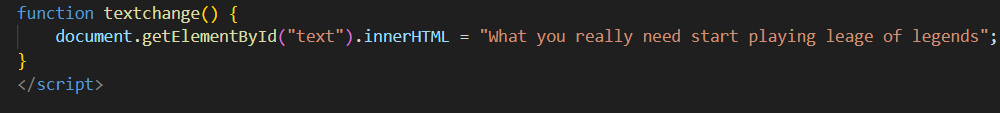 function textchange() {
document.getElementById("text").innerHTML = "What you really need start playing leage of legends";
}
</script>